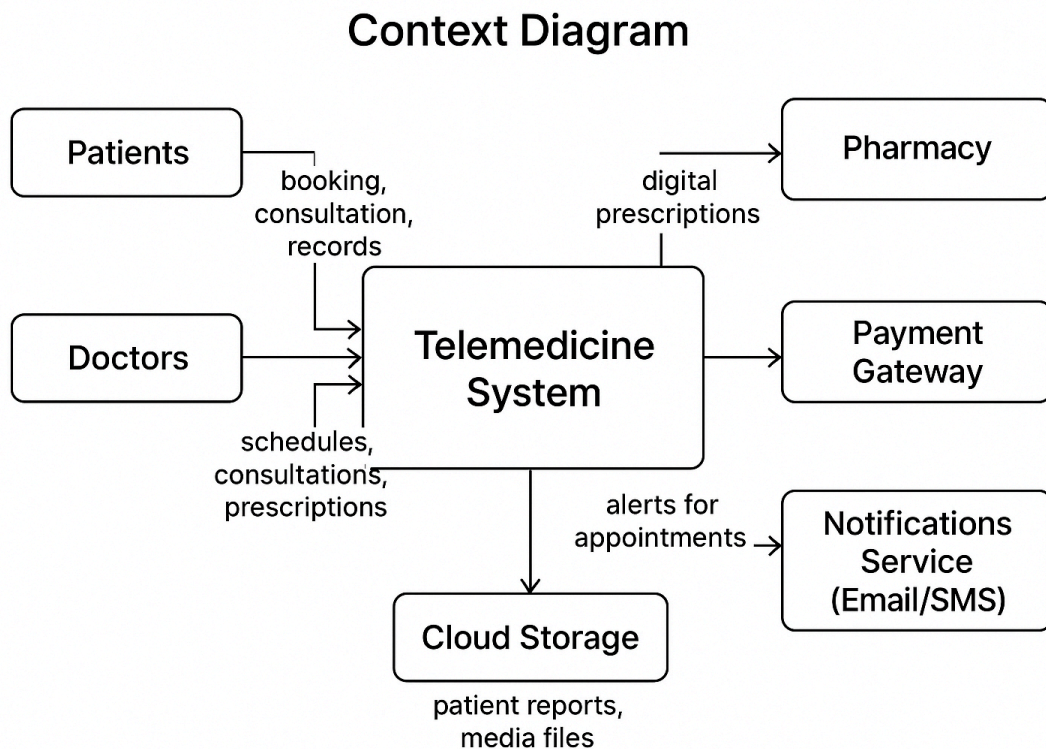 Context Diagram
Patients
booking,
consultation,
records
digital
prescriptions
Pharmacy
Doctors
Telemedicine
System
Payment
Gateway
schedules,
consultations,
prescriptions
alerts for
appointments
Notifications
Service
(Email/SMS)
Cloud Storage
patient reports,
media files